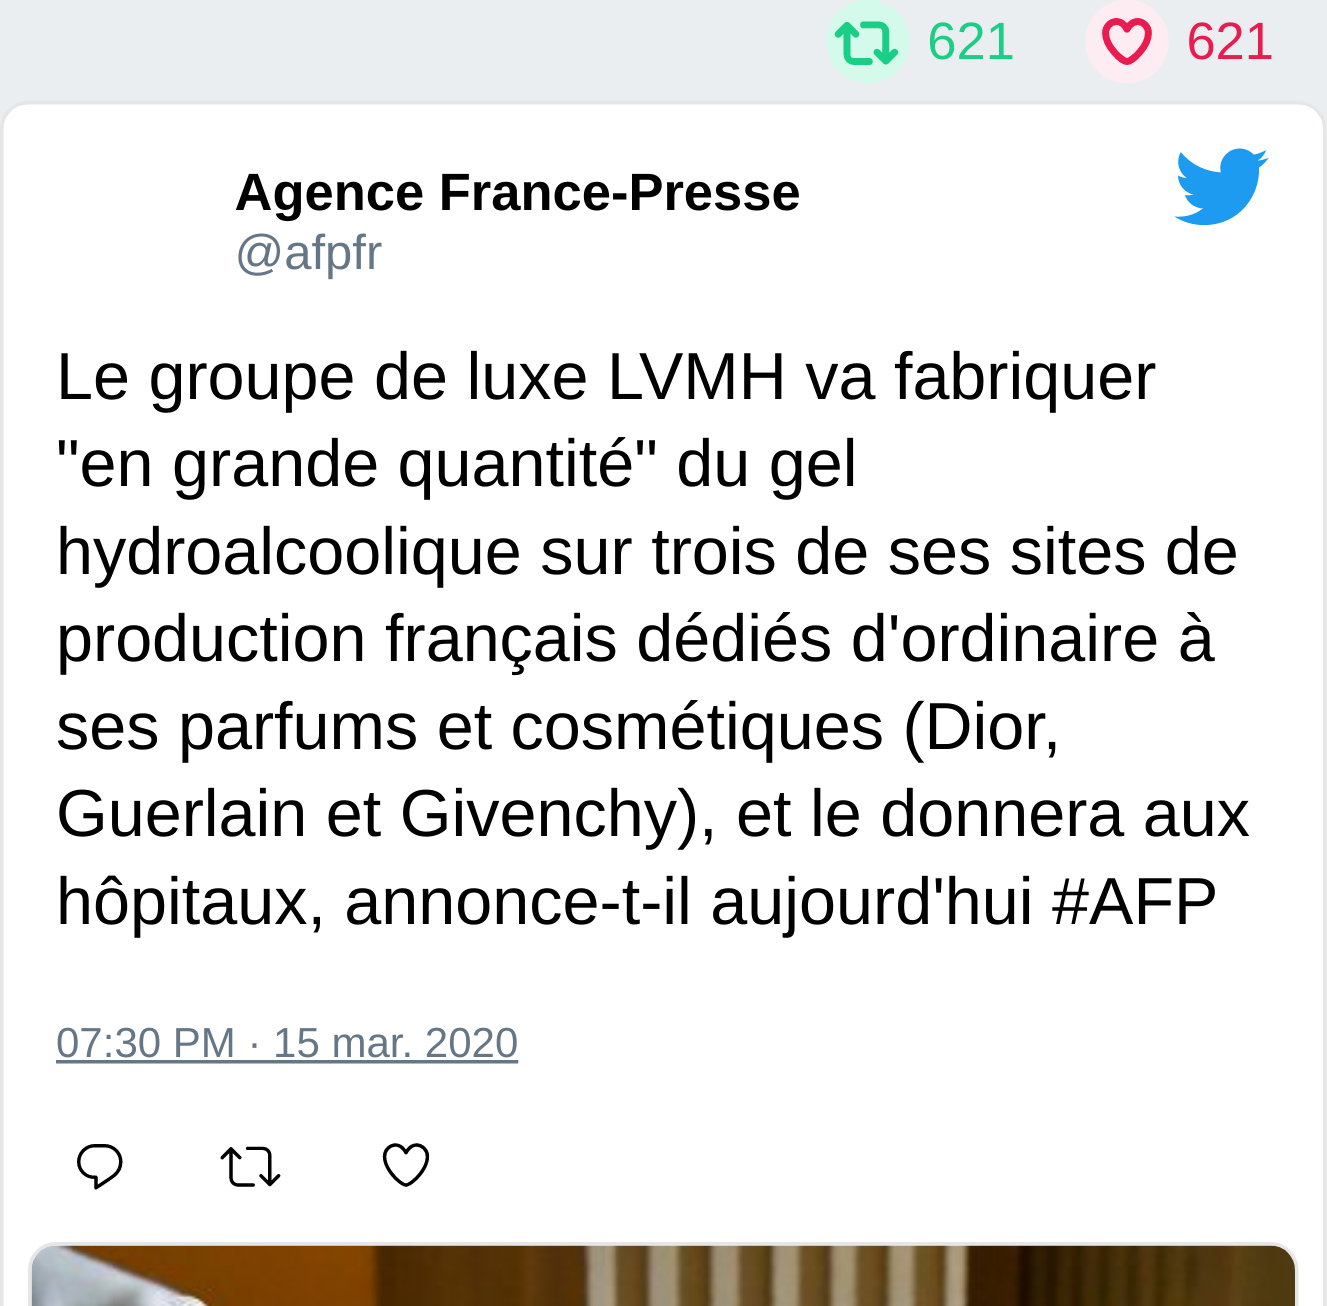 621 621
Agence France-Presse
@afpfr
Le groupe de luxe LVMH va fabriquer
"en grande quantité" du gel
hydroalcoolique sur trois de ses sites de
production français dédiés d'ordinaire à
ses parfums et cosmétiques (Dior,
Guerlain et Givenchy), et le donnera aux
hôpitaux, annonce-t-il aujourd'hui #AFP
07:30 PM · 15 mar. 2020